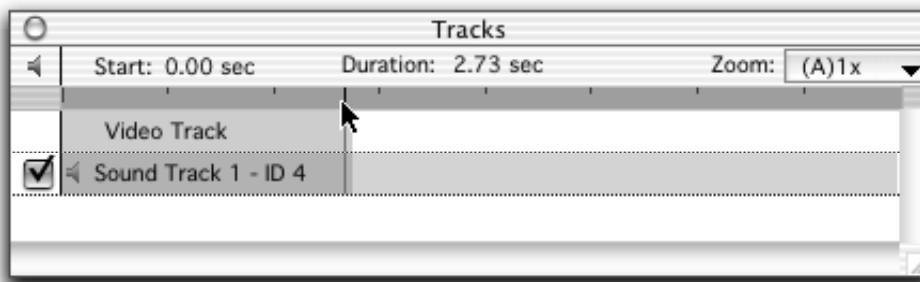 Tracks
Start: 0.00 sec Duration: 2.73 sec Zoom: (A)1x
Video Track
Sound Track 1 - ID 4